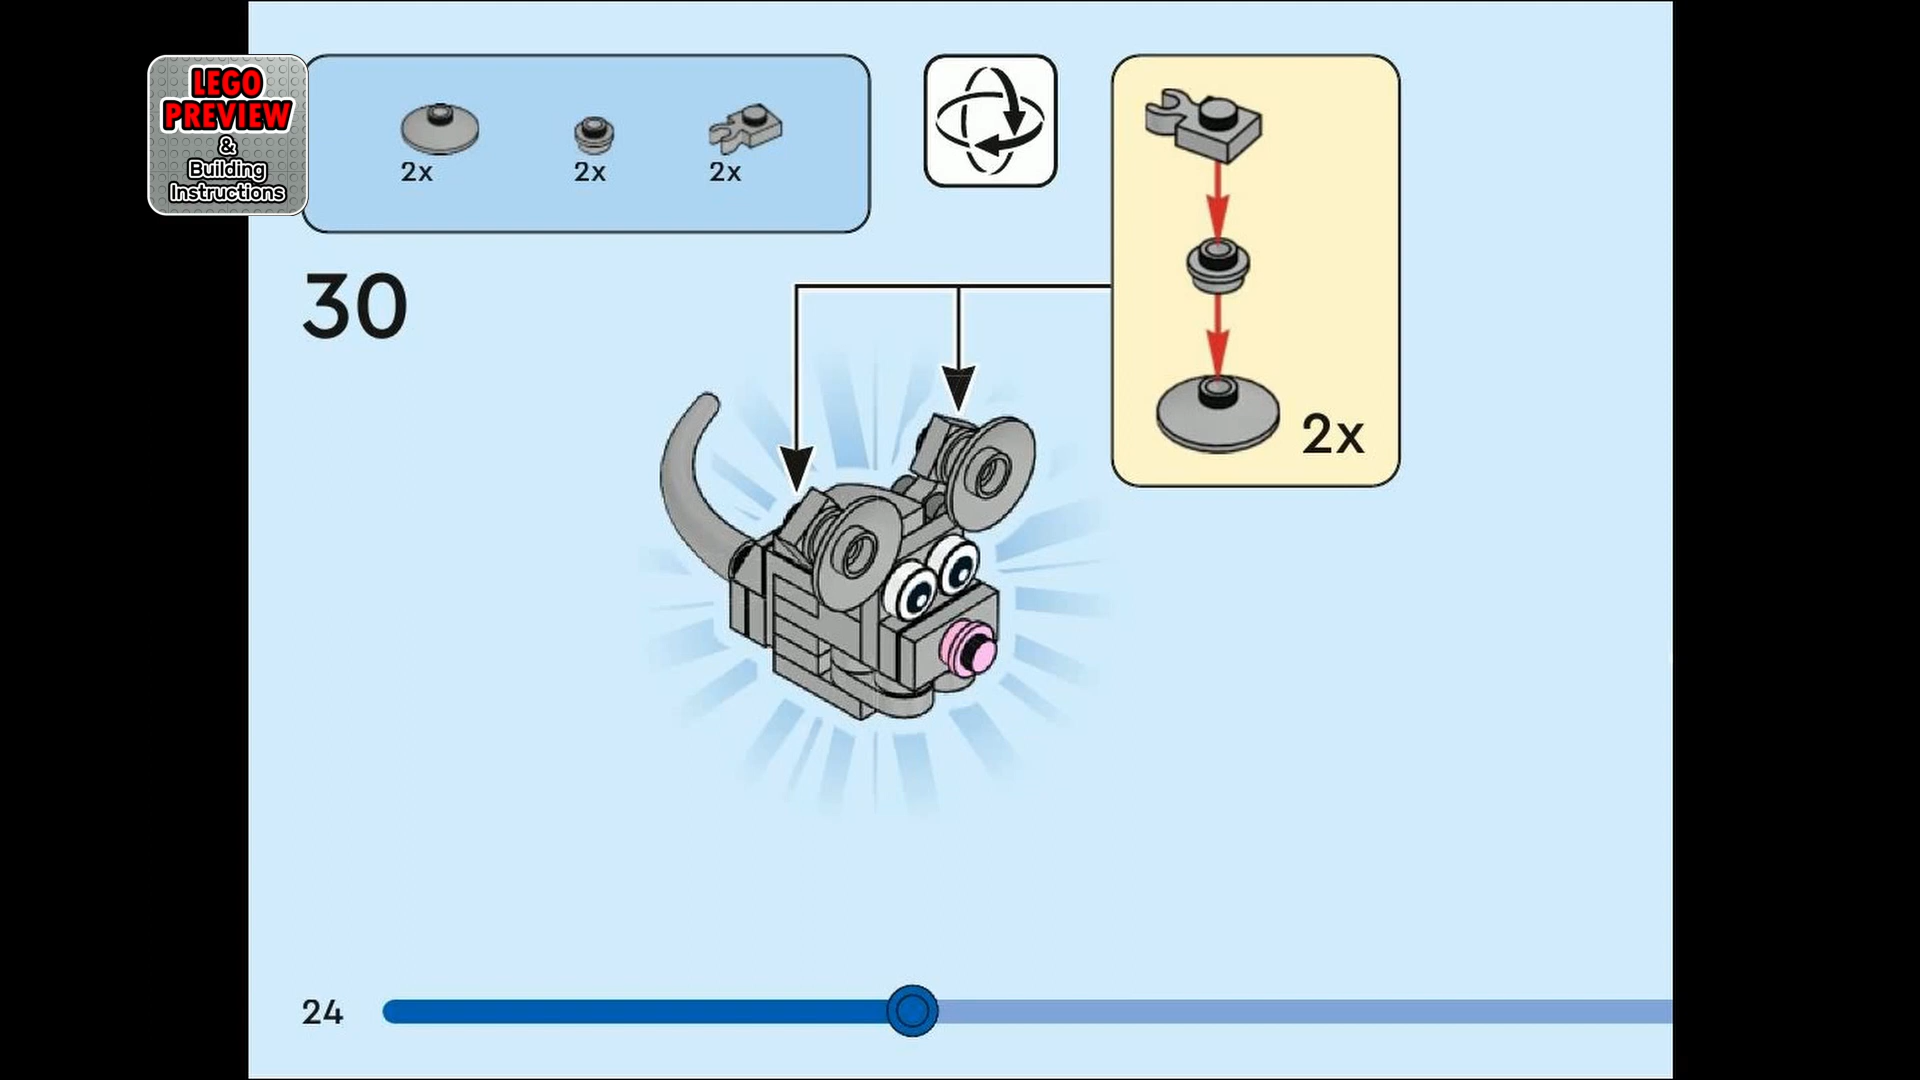 LEGO
PREVIEW
&
Building
Instructions
2x
2x
2x
30
2x
24